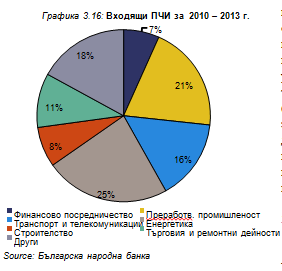 Графика 3.16: Входящи ПЧИ за 2010 – 2013 г.
7%
18%
21%
11%
8%
16%
25%
Финансово посредничество Преработв. промишленост
Транспорт и телекомуникации Енергетика
Строителство Търговия и ремонтни дейности
Други
Source: Българска народна банка